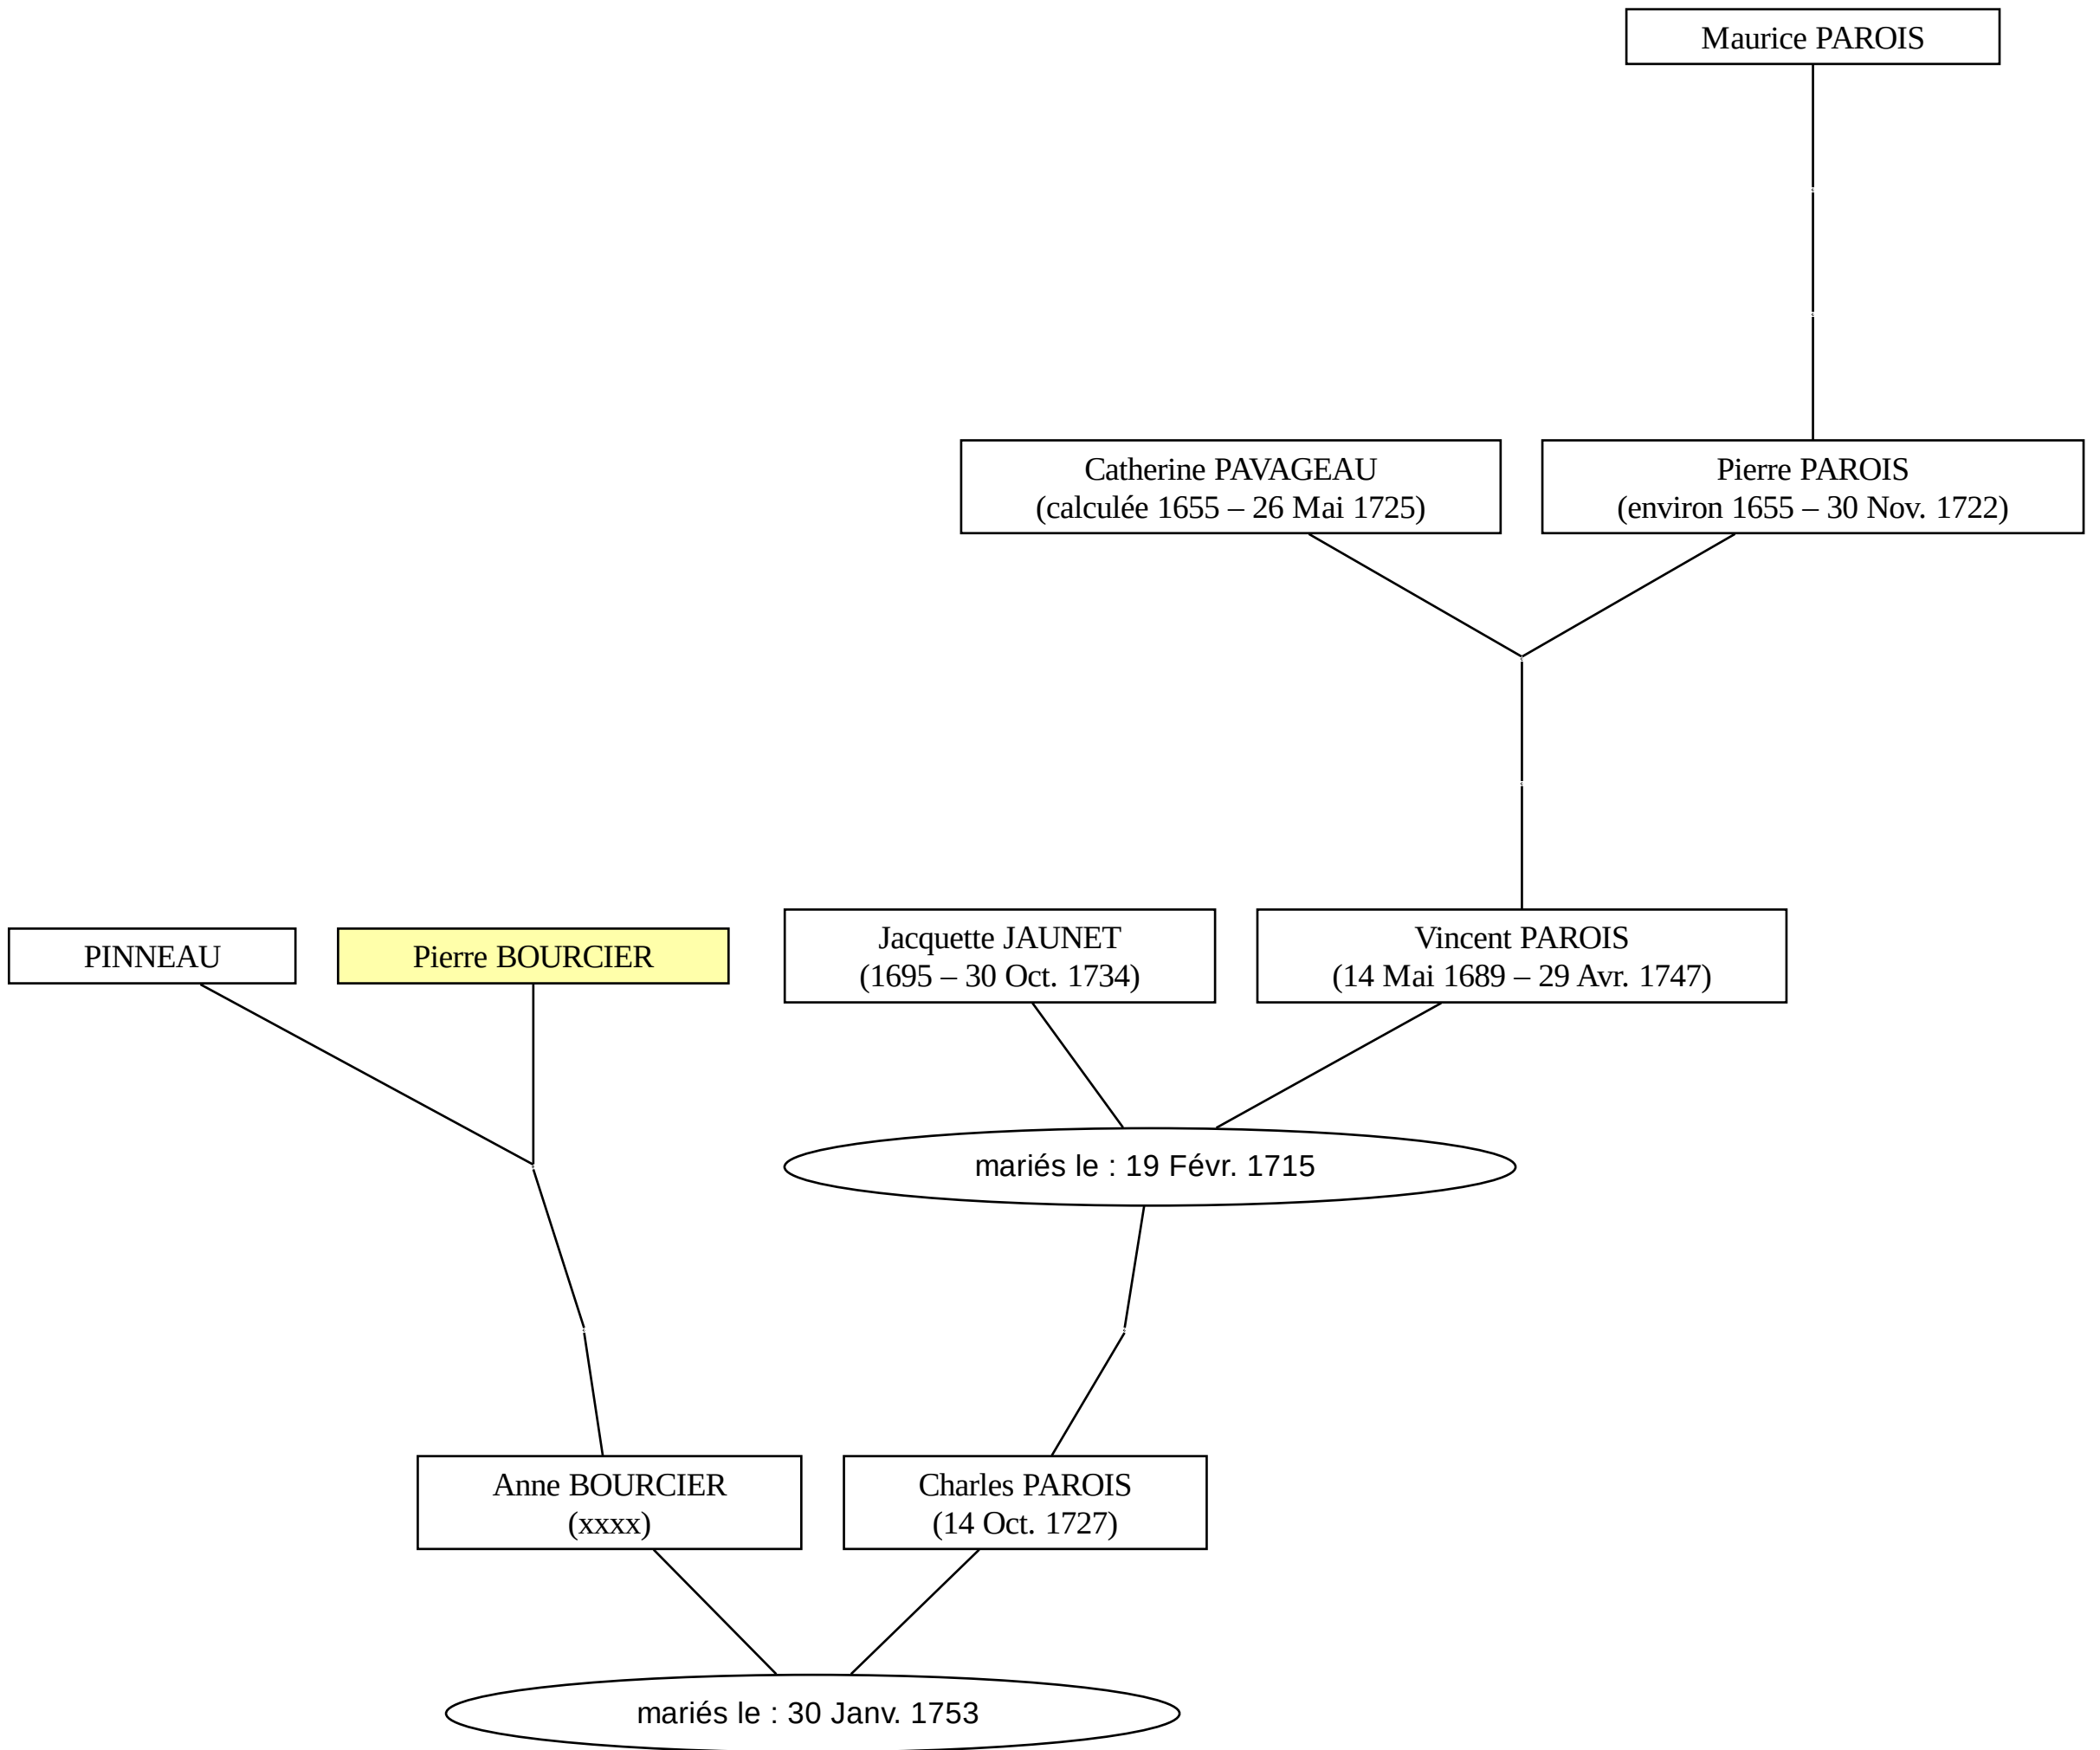 Maurice PAROIS
Catherine PAVAGEAU
(calculée 1655 – 26 Mai 1725)
Pierre PAROIS
(environ 1655 – 30 Nov. 1722)
PINNEAU
Pierre BOURCIER
Jacquette JAUNET
(1695 – 30 Oct. 1734)
Vincent PAROIS
(14 Mai 1689 – 29 Avr. 1747)
mariés le : 19 Févr. 1715
Anne BOURCIER
(xxxx)
Charles PAROIS
(14 Oct. 1727)
mariés le : 30 Janv. 1753